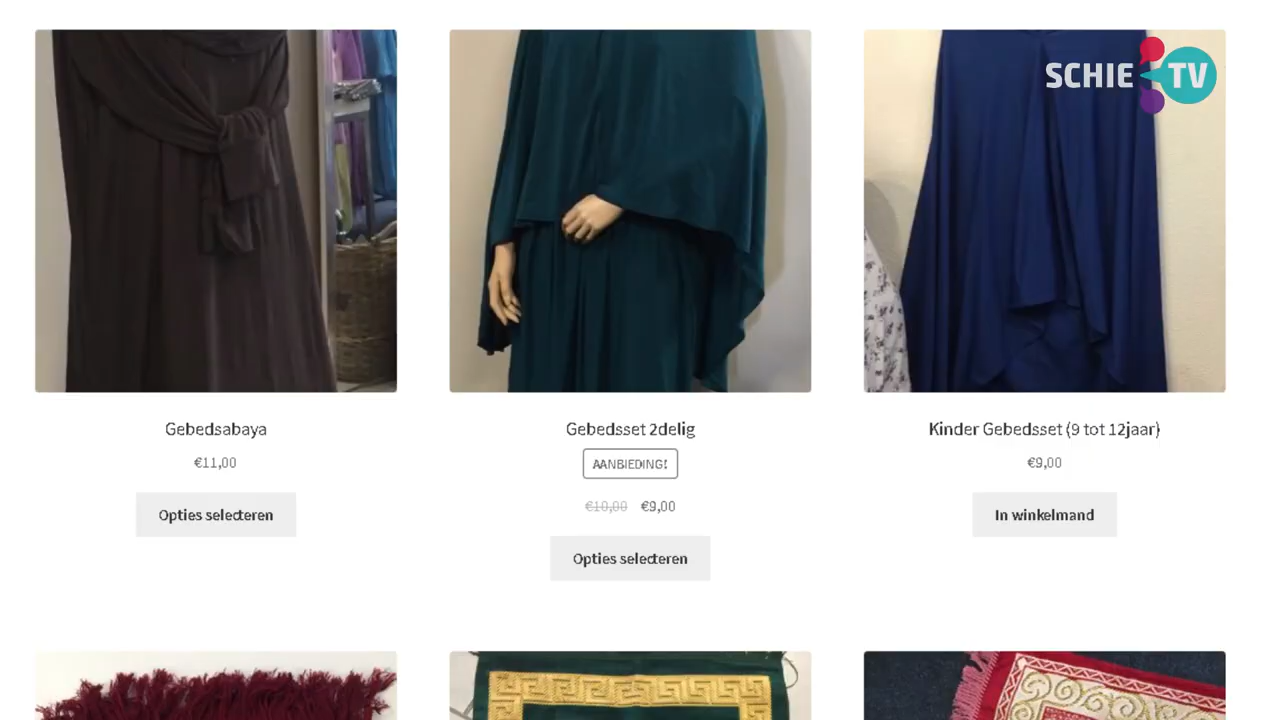 SCHIE TV
Gebedsabaya
€11,00
Opties selecteren
Gebedsset 2delig
AANBIEDING!
€10,00 €9,00
Opties selecteren
Kinder Gebedsset (9 tot 12jaar)
€9,00
In winkelmand